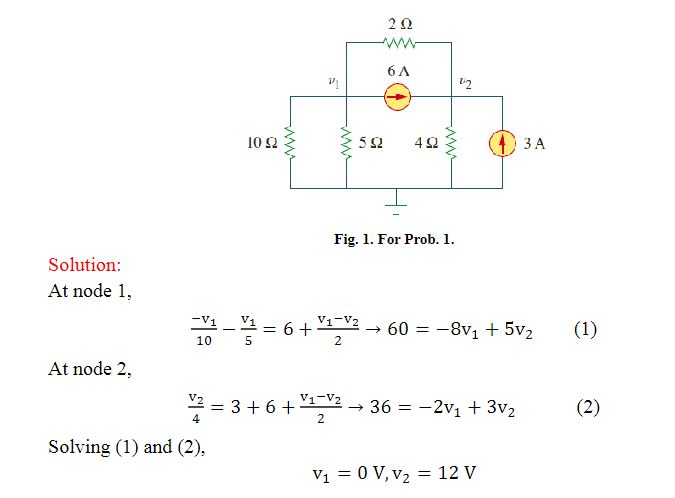 2 Ω
6 A
v₁
v₂
10 Ω
5 Ω
4 Ω
3 A
Fig. 1. For Prob. 1.
Solution:
At node 1,
−v₁/10 − v₁/5 = 6 + (v₁−v₂)/2 → 60 = −8v₁ + 5v₂ (1)
At node 2,
v₂/4 = 3 + 6 + (v₁−v₂)/2 → 36 = −2v₁ + 3v₂ (2)
Solving (1) and (2),
v₁ = 0 V, v₂ = 12 V